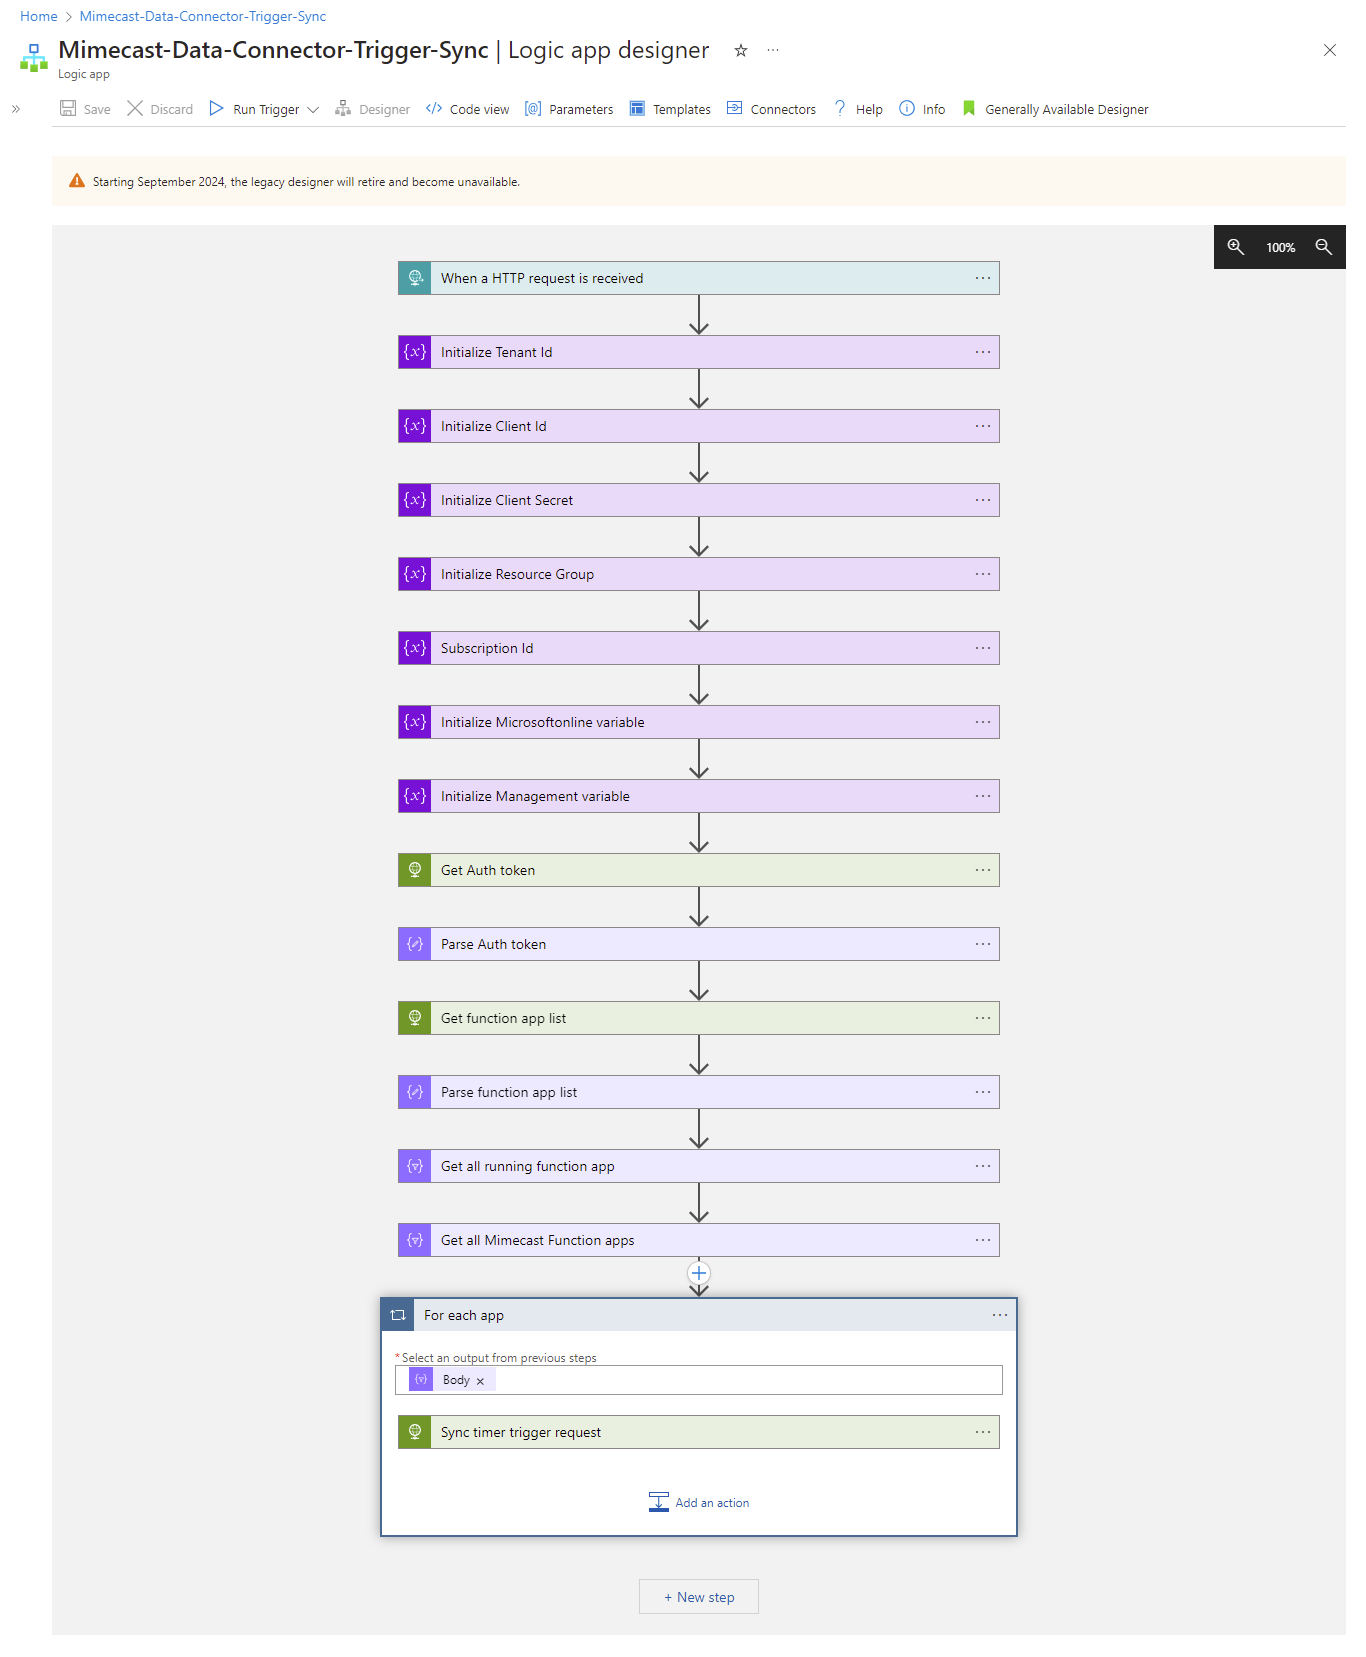 Home > Mimecast-Data-Connector-Trigger-Sync
Mimecast-Data-Connector-Trigger-Sync | Logic app designer
Logic app
Save Discard Run Trigger Designer Code view Parameters Templates Connectors Help Info Generally Available Designer
Starting September 2024, the legacy designer will retire and become unavailable.
100%
When a HTTP request is received
Initialize Tenant Id
Initialize Client Id
Initialize Client Secret
Initialize Resource Group
Subscription Id
Initialize Microsoftonline variable
Initialize Management variable
Get Auth token
Parse Auth token
Get function app list
Parse function app list
Get all running function app
Get all Mimecast Function apps
For each app
*Select an output from previous steps
Body ×
Sync timer trigger request
Add an action
+ New step